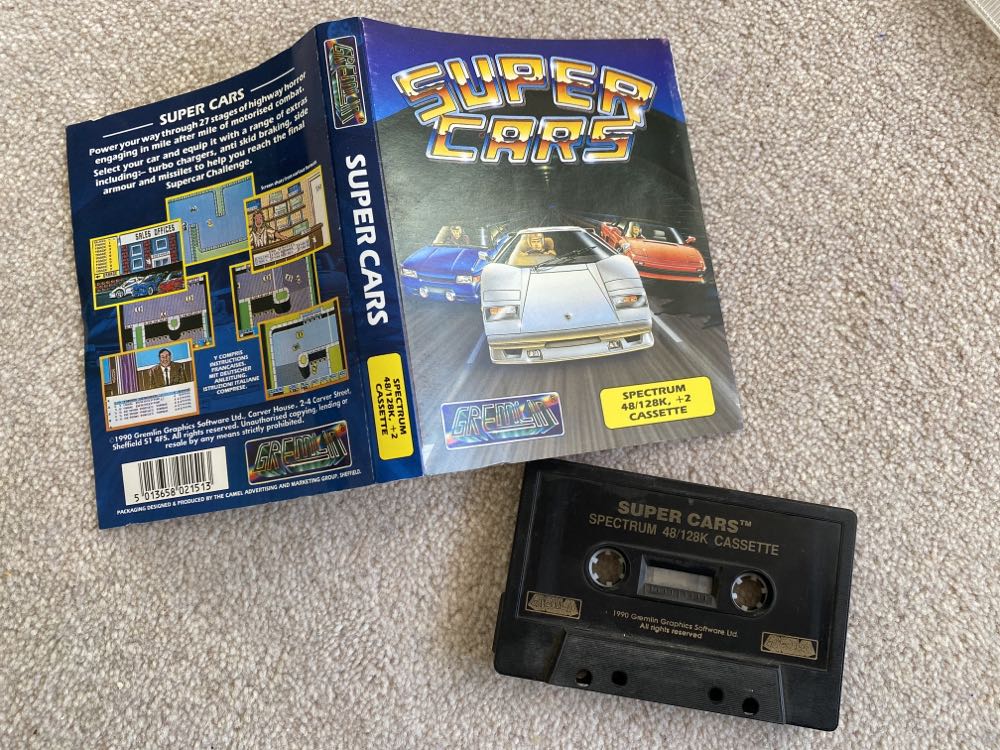 SUPER CARS
Power your way through 27 stages of highway horror
engaging in mile after mile of motorised combat.
Select your car and equip it with a range of extras
including:– turbo chargers, anti skid braking, side
armour and missiles to help you reach the final
Supercar Challenge.
SALES OFFICES
Y COMPRIS
INSTRUCTIONS
FRANCAISES.
MIT DEUTSCHER
ANLEITUNG.
ISTRUZIONI ITALIANE
COMPRESE.
©1990 Gremlin Graphics Software Ltd., Carver House, 2-4 Carver Street,
Sheffield S1 4FS. All rights reserved. Unauthorised copying, lending or
resale by any means strictly prohibited.
GREMLIN
5 013658 021513
PACKAGING DESIGNED & PRODUCED BY THE CAMEL ADVERTISING AND MARKETING GROUP, SHEFFIELD.
GREMLIN
SUPER CARS
SPECTRUM
48/128K, +2
CASSETTE
SUPER
CARS
GREMLIN
SPECTRUM
48/128K, +2
CASSETTE
SUPER CARS™
SPECTRUM 48/128K CASSETTE
1990 Gremlin Graphics Software Ltd.
All rights reserved